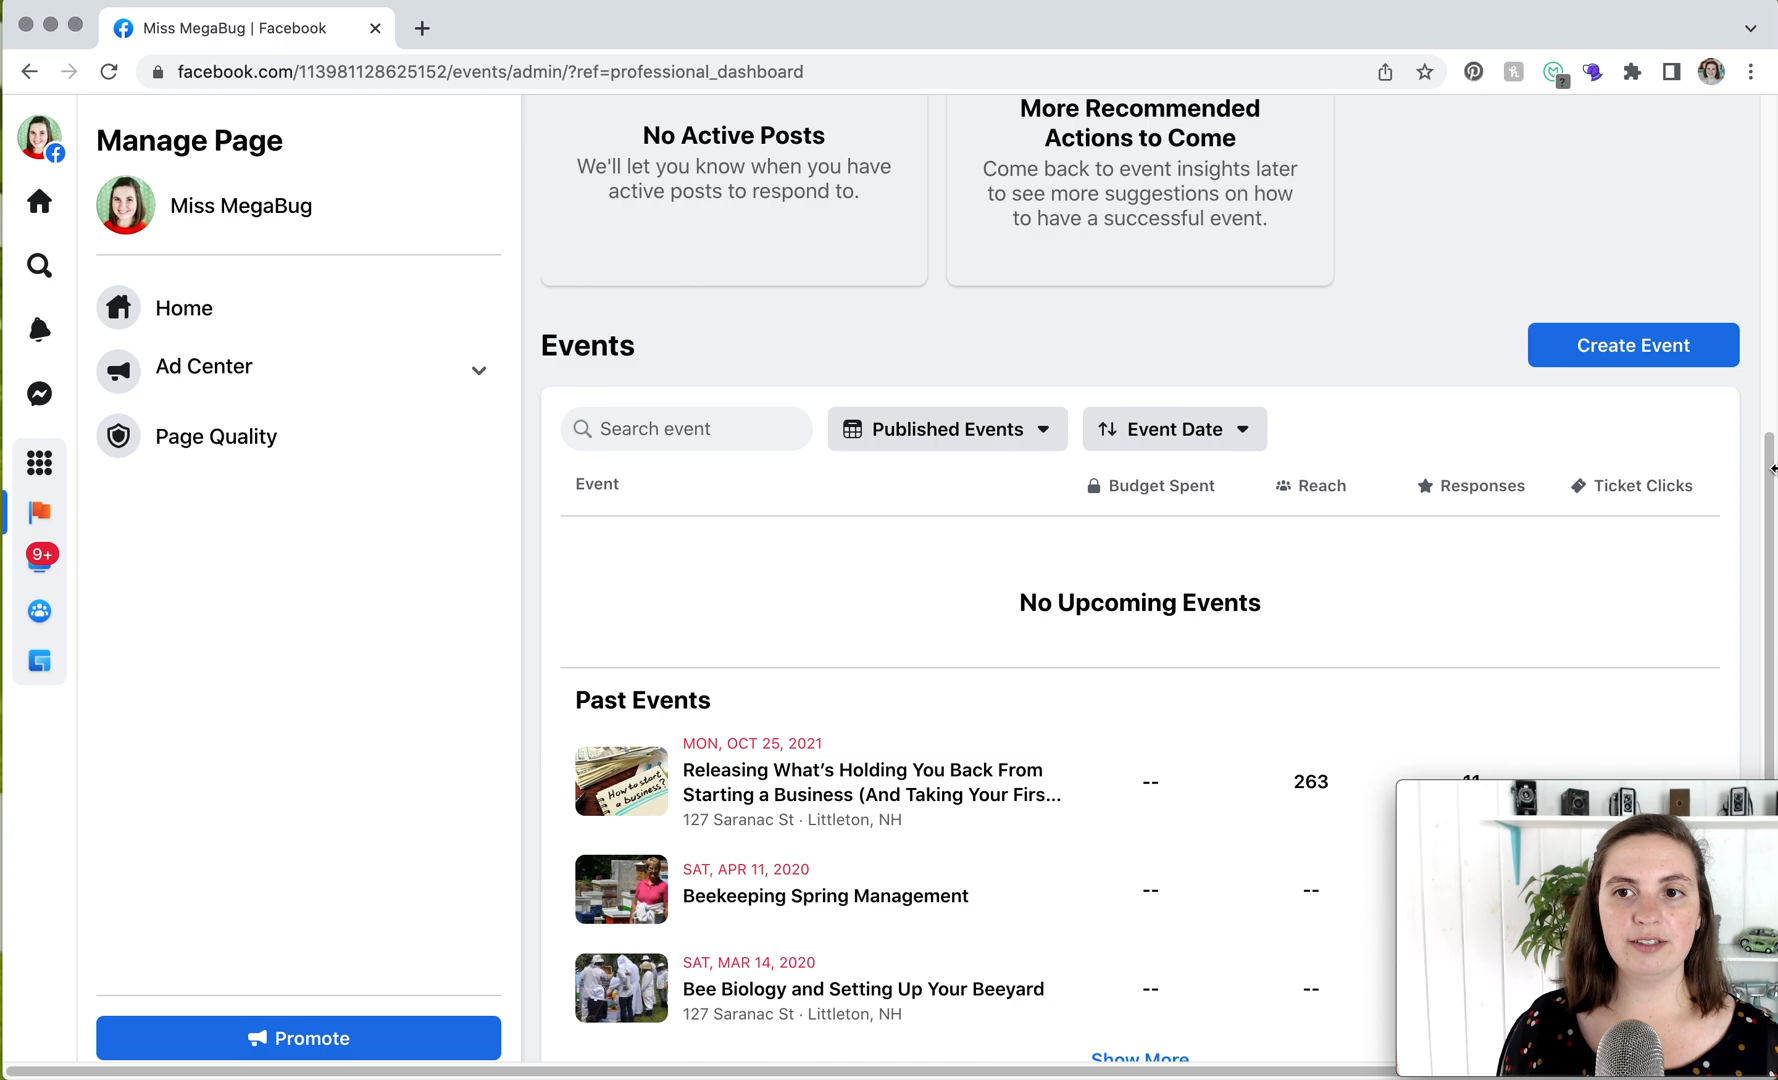 Miss MegaBug | Facebook
facebook.com/113981128625152/events/admin/?ref=professional_dashboard
Manage Page
Miss MegaBug
Home
Ad Center
Page Quality
9+
Promote
No Active Posts
We'll let you know when you have
active posts to respond to.
More Recommended
Actions to Come
Come back to event insights later
to see more suggestions on how
to have a successful event.
Events
Create Event
Search event
Published Events
Event Date
Event
Budget Spent
Reach
Responses
Ticket Clicks
No Upcoming Events
Past Events
MON, OCT 25, 2021
Releasing What’s Holding You Back From
Starting a Business (And Taking Your Firs...
127 Saranac St · Littleton, NH
--
263
11
How to start
a business?
SAT, APR 11, 2020
Beekeeping Spring Management
--
--
SAT, MAR 14, 2020
Bee Biology and Setting Up Your Beeyard
127 Saranac St · Littleton, NH
--
--
Show More